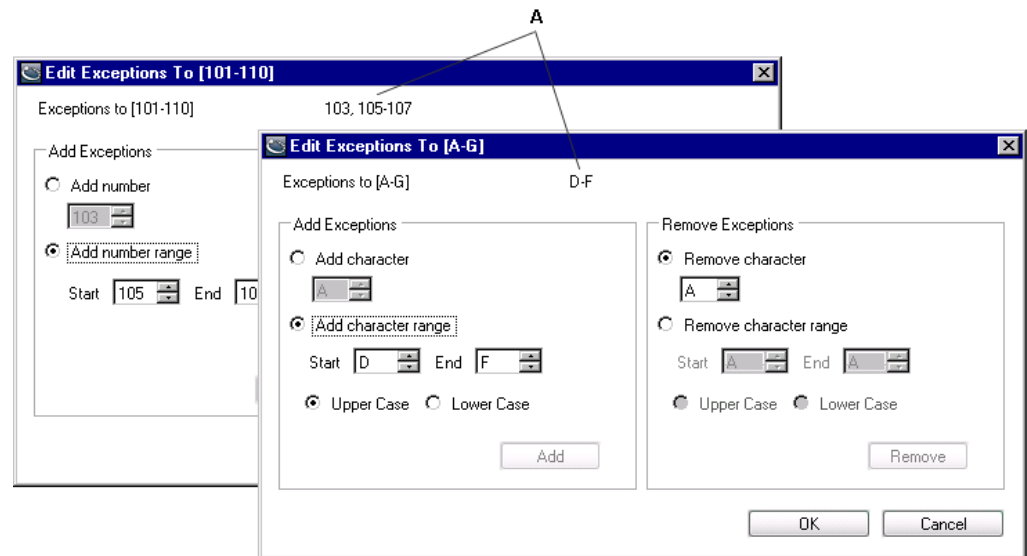 A
Edit Exceptions To [101-110]
Exceptions to [101-110] 103, 105-107
Add Exceptions
Add number
103
Add number range
Start 105 End 10
Edit Exceptions To [A-G]
Exceptions to [A-G] D-F
Add Exceptions
Add character
A
Add character range
Start D End F
Upper Case Lower Case
Add
Remove Exceptions
Remove character
A
Remove character range
Start A End A
Upper Case Lower Case
Remove
OK Cancel